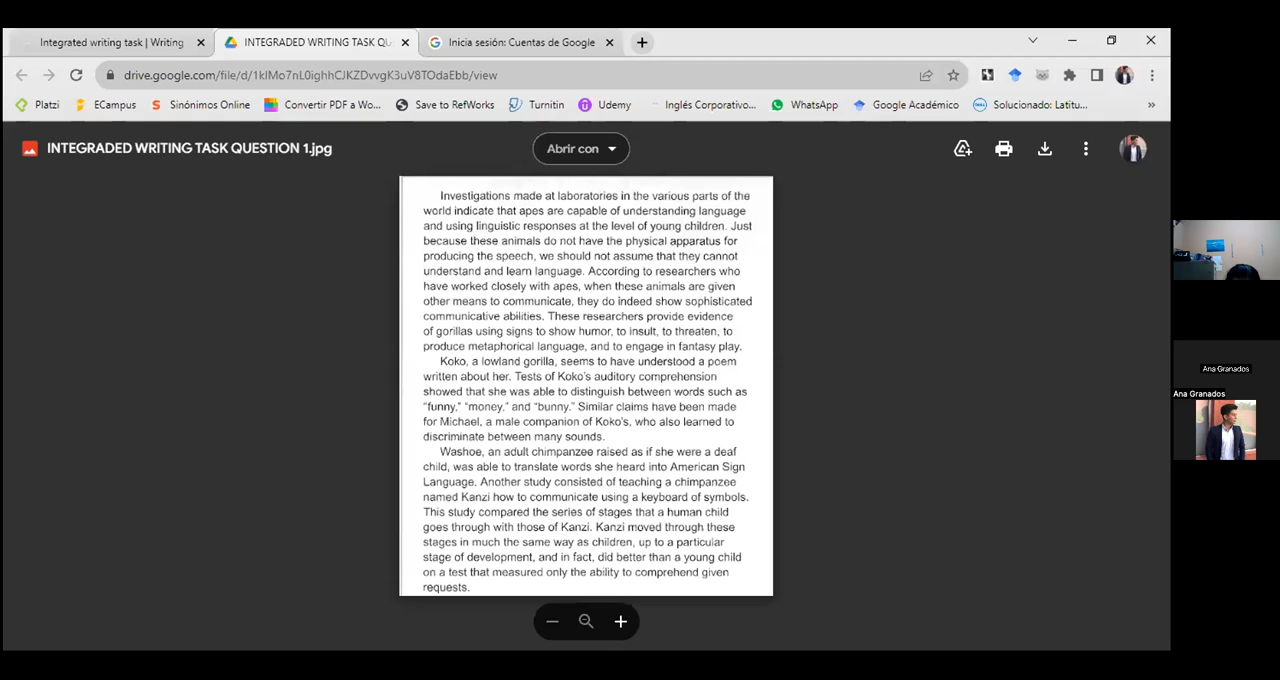 Integrated writing task | Writing
INTEGRADED WRITING TASK QU
Inicia sesión: Cuentas de Google
drive.google.com/file/d/1klMo7nL0ighhCJKZDvvgK3uV8TOdaEbb/view
Platzi
ECampus
Sinónimos Online
Convertir PDF a Wo...
Save to RefWorks
Turnitin
Udemy
Inglés Corporativo...
WhatsApp
Google Académico
Solucionado: Latitu...
»
INTEGRADED WRITING TASK QUESTION 1.jpg
Abrir con
Investigations made at laboratories in the various parts of the
world indicate that apes are capable of understanding language
and using linguistic responses at the level of young children. Just
because these animals do not have the physical apparatus for
producing the speech, we should not assume that they cannot
understand and learn language. According to researchers who
have worked closely with apes, when these animals are given
other means to communicate, they do indeed show sophisticated
communicative abilities. These researchers provide evidence
of gorillas using signs to show humor, to insult, to threaten, to
produce metaphorical language, and to engage in fantasy play.
Koko, a lowland gorilla, seems to have understood a poem
written about her. Tests of Koko's auditory comprehension
showed that she was able to distinguish between words such as
"funny," "money," and "bunny." Similar claims have been made
for Michael, a male companion of Koko's, who also learned to
discriminate between many sounds.
Washoe, an adult chimpanzee raised as if she were a deaf
child, was able to translate words she heard into American Sign
Language. Another study consisted of teaching a chimpanzee
named Kanzi how to communicate using a keyboard of symbols.
This study compared the series of stages that a human child
goes through with those of Kanzi. Kanzi moved through these
stages in much the same way as children, up to a particular
stage of development, and in fact, did better than a young child
on a test that measured only the ability to comprehend given
requests.
Ana Granados
Ana Granados